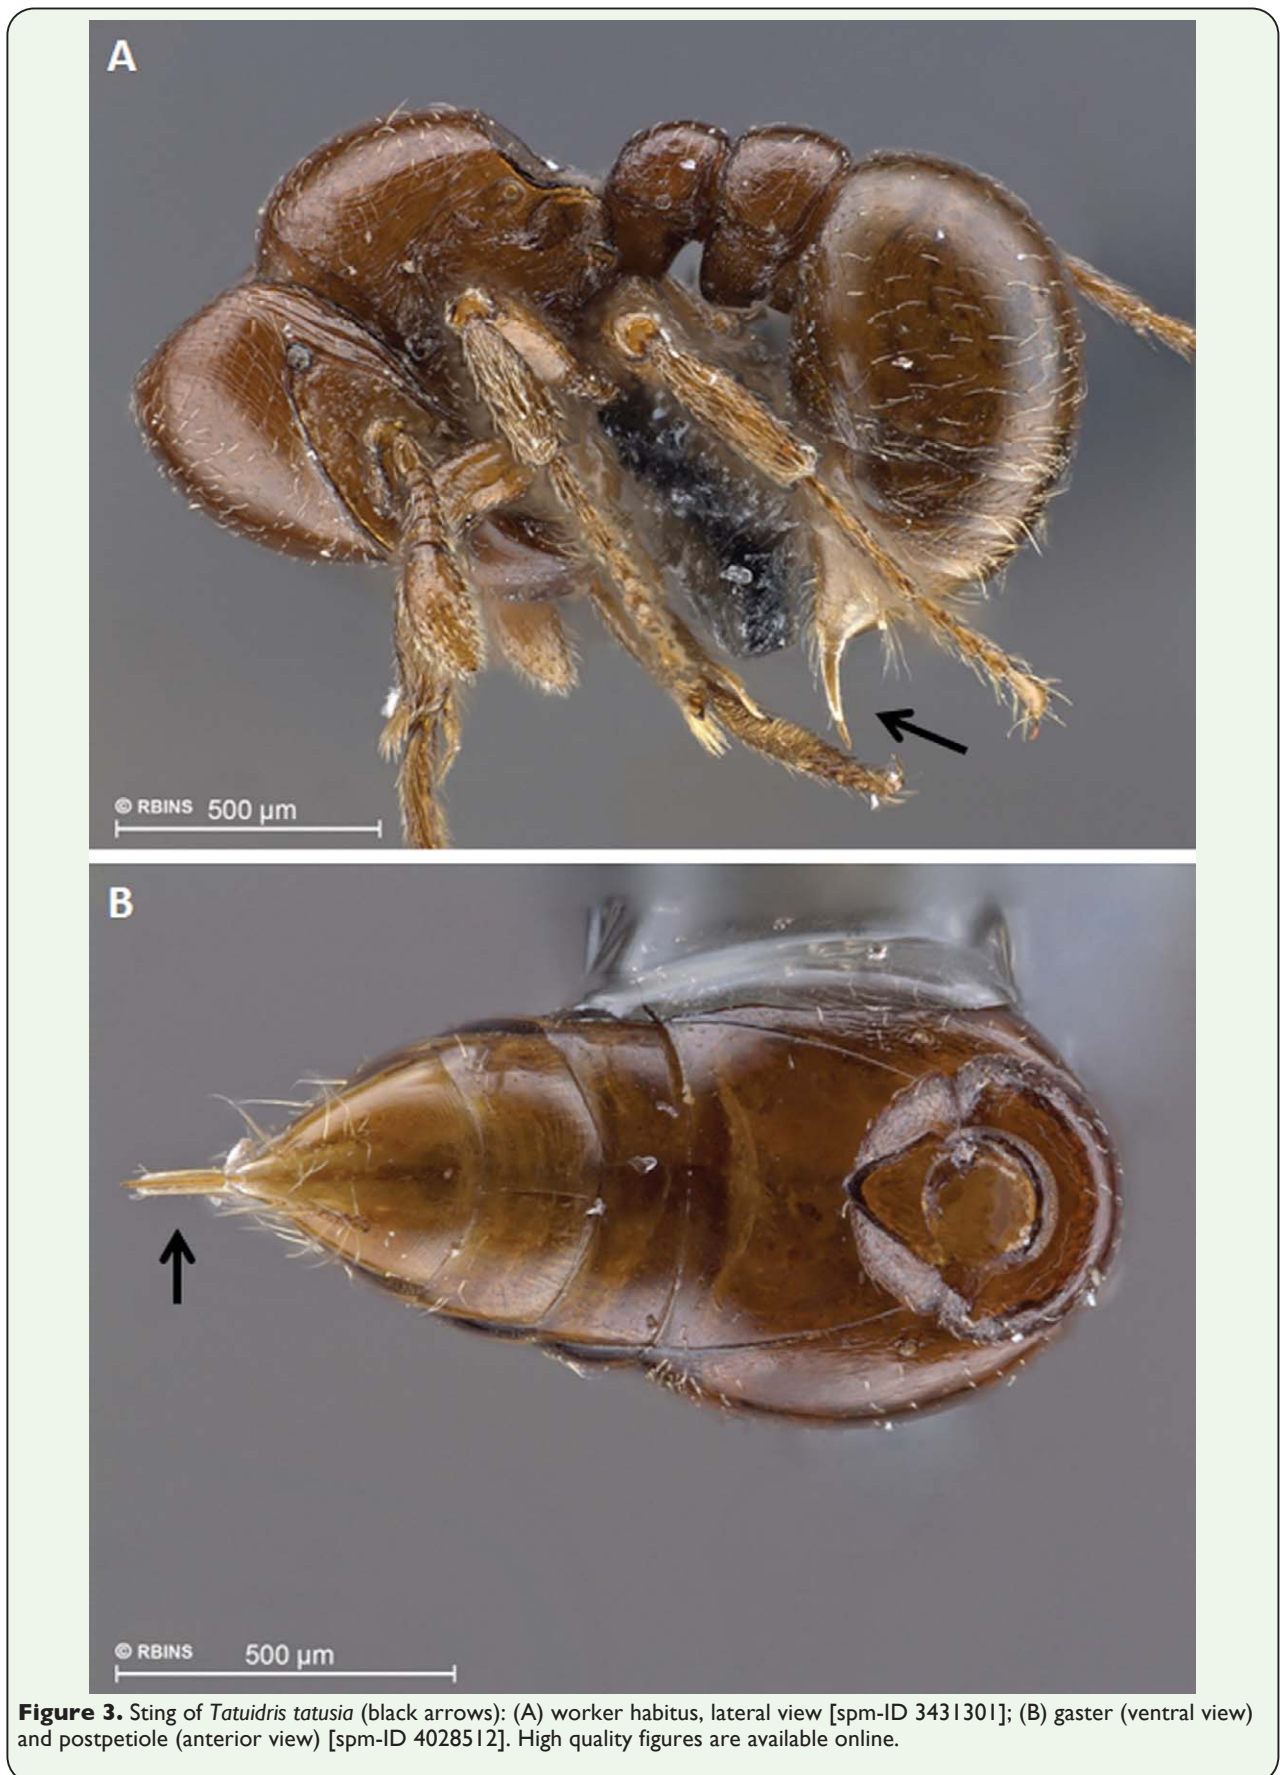 A
© RBINS 500 µm
B
© RBINS 500 µm
Figure 3. Sting of Tatuidris tatusia (black arrows): (A) worker habitus, lateral view [spm-ID 3431301]; (B) gaster (ventral view)
and postpetiole (anterior view) [spm-ID 4028512]. High quality figures are available online.